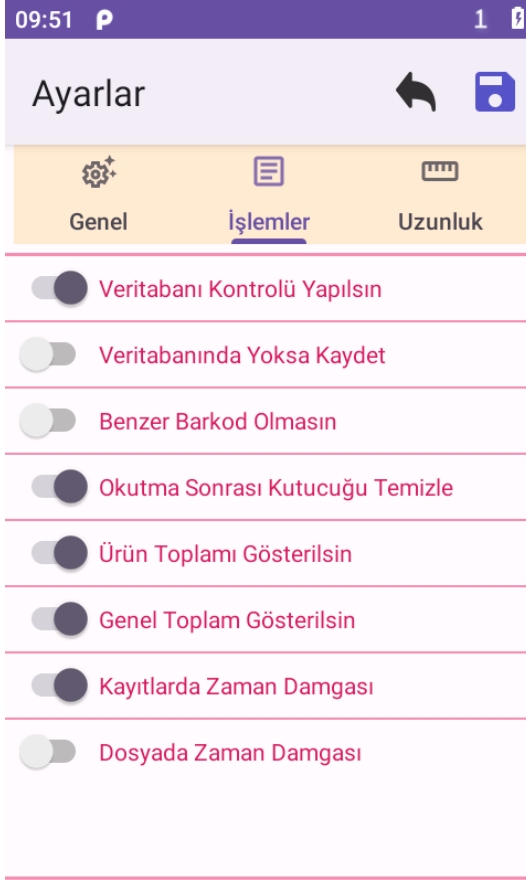 09:51
1
Ayarlar
Genel
İşlemler
Uzunluk
Veritabanı Kontrolü Yapılsın
Veritabanında Yoksa Kaydet
Benzer Barkod Olmasın
Okutma Sonrası Kutucuğu Temizle
Ürün Toplamı Gösterilsin
Genel Toplam Gösterilsin
Kayıtlarda Zaman Damgası
Dosyada Zaman Damgası